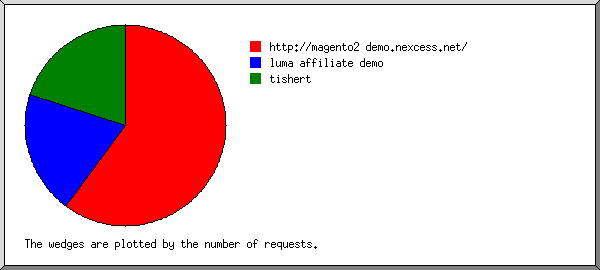 http://magento2 demo.nexcess.net/
luma affiliate demo
tishert
The wedges are plotted by the number of requests.